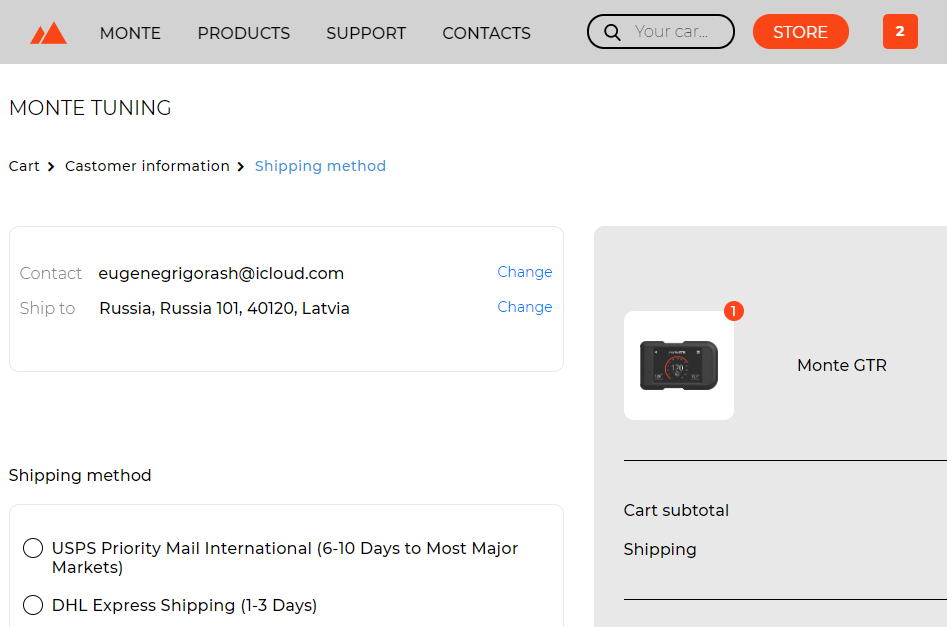 MONTE PRODUCTS SUPPORT CONTACTS Your car... STORE 2
MONTE TUNING
Cart Castomer information Shipping method
Contact eugenegrigorash@icloud.com Change
Ship to Russia, Russia 101, 40120, Latvia Change
1
170
Monte GTR
Shipping method
USPS Priority Mail International (6-10 Days to Most Major
Markets)
DHL Express Shipping (1-3 Days)
Cart subtotal
Shipping